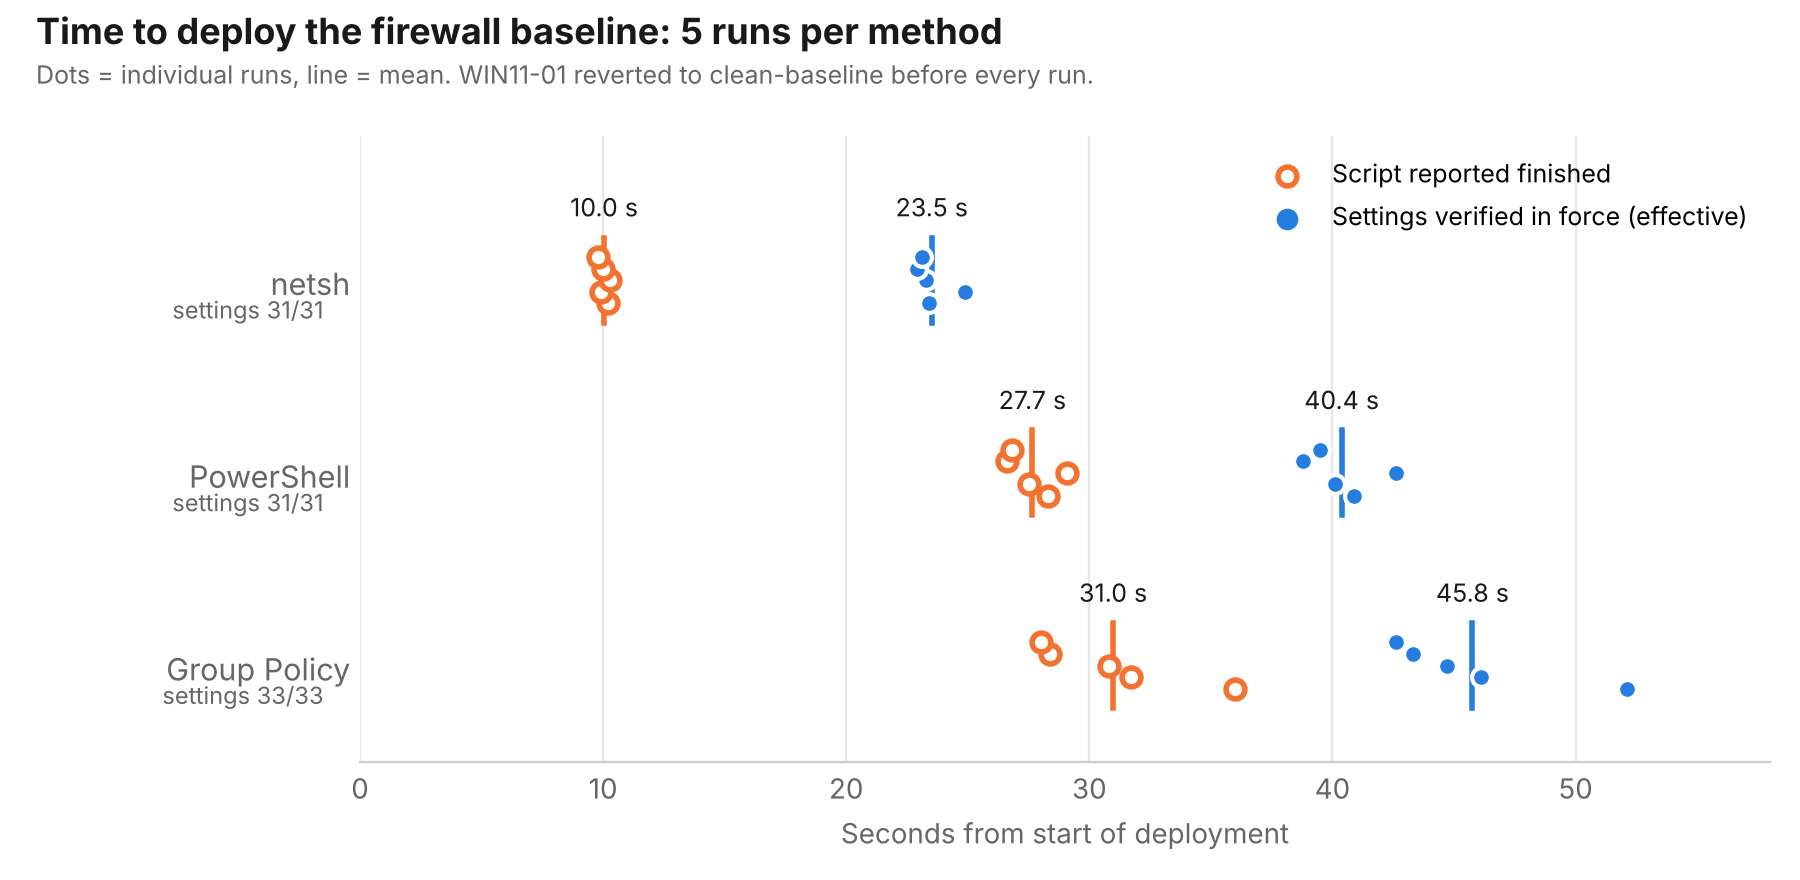 Time to deploy the firewall baseline: 5 runs per method
Dots = individual runs, line = mean. WIN11-01 reverted to clean-baseline before every run.
Script reported finished
Settings verified in force (effective)
10.0 s
23.5 s
netsh
settings 31/31
27.7 s
40.4 s
PowerShell
settings 31/31
31.0 s
45.8 s
Group Policy
settings 33/33
0
10
20
30
40
50
Seconds from start of deployment